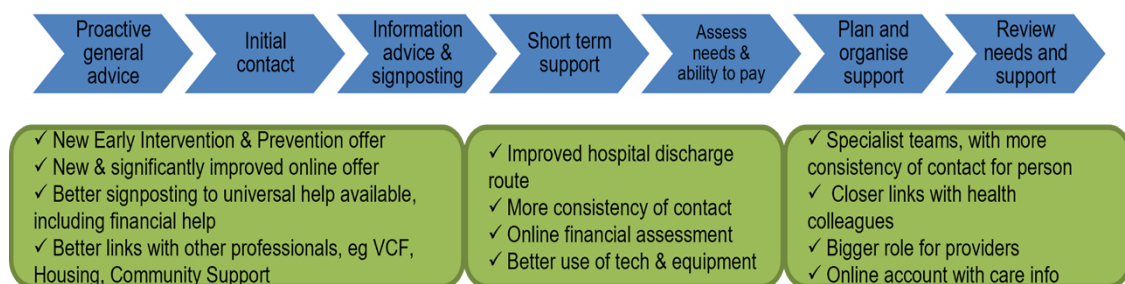 Proactive
general
advice
Initial
contact
Information
advice &
signposting
Short term
support
Assess
needs &
ability to pay
Plan and
organise
support
Review
needs and
support
✓ New Early Intervention & Prevention offer
✓ New & significantly improved online offer
✓ Better signposting to universal help available,
including financial help
✓ Better links with other professionals, eg VCF,
Housing, Community Support
✓ Improved hospital discharge
route
✓ More consistency of contact
✓ Online financial assessment
✓ Better use of tech & equipment
✓ Specialist teams, with more
consistency of contact for person
✓ Closer links with health
colleagues
✓ Bigger role for providers
✓ Online account with care info